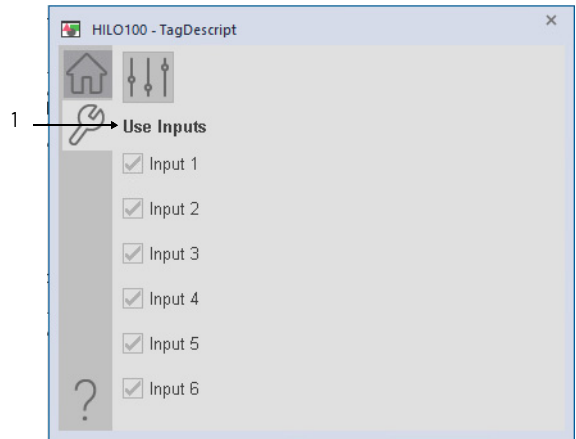 HILO100 - TagDescript
1
Use Inputs
Input 1
Input 2
Input 3
Input 4
Input 5
Input 6
?